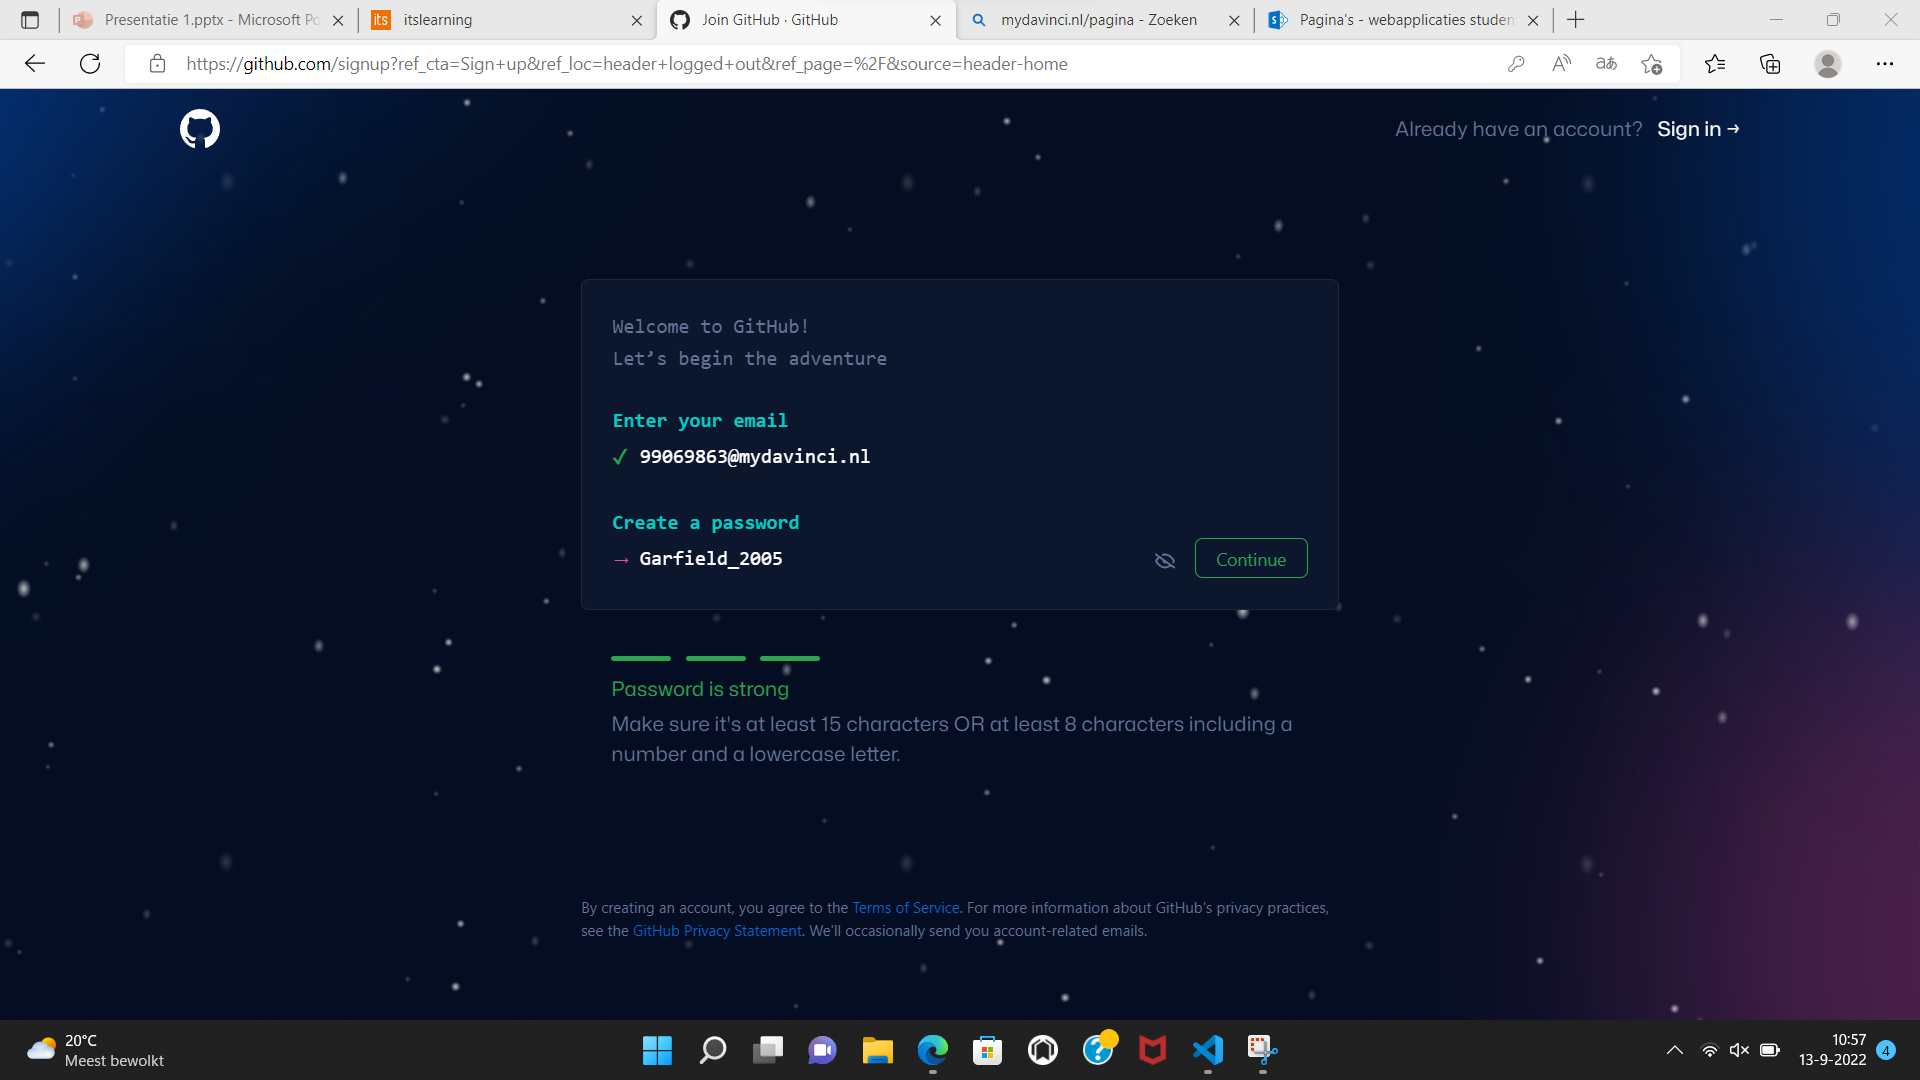 Presentatie 1.pptx - Microsoft Po
its itslearning
Join GitHub · GitHub
mydavinci.nl/pagina - Zoeken
Pagina's - webapplicaties studen
https://github.com/signup?ref_cta=Sign+up&ref_loc=header+logged+out&ref_page=%2F&source=header-home
Already have an account? Sign in →
Welcome to GitHub!
Let’s begin the adventure
Enter your email
✓ 99069863@mydavinci.nl
Create a password
→ Garfield_2005
Continue
Password is strong
Make sure it's at least 15 characters OR at least 8 characters including a
number and a lowercase letter.
By creating an account, you agree to the Terms of Service. For more information about GitHub's privacy practices,
see the GitHub Privacy Statement. We'll occasionally send you account-related emails.
20°C
Meest bewolkt
10:57
13-9-2022
4